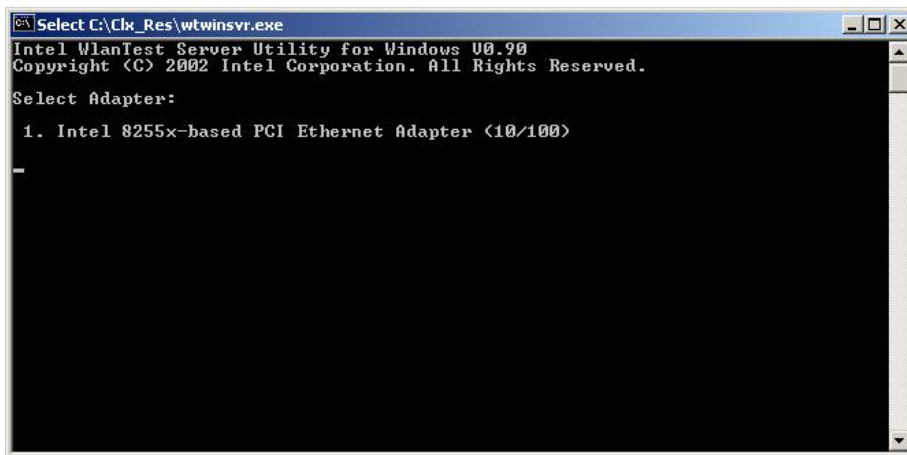 Select C:\Clx_Res\wtwinsvr.exe
Intel WlanTest Server Utility for Windows V0.90
Copyright (C) 2002 Intel Corporation. All Rights Reserved.
Select Adapter:
1. Intel 8255x-based PCI Ethernet Adapter (10/100)